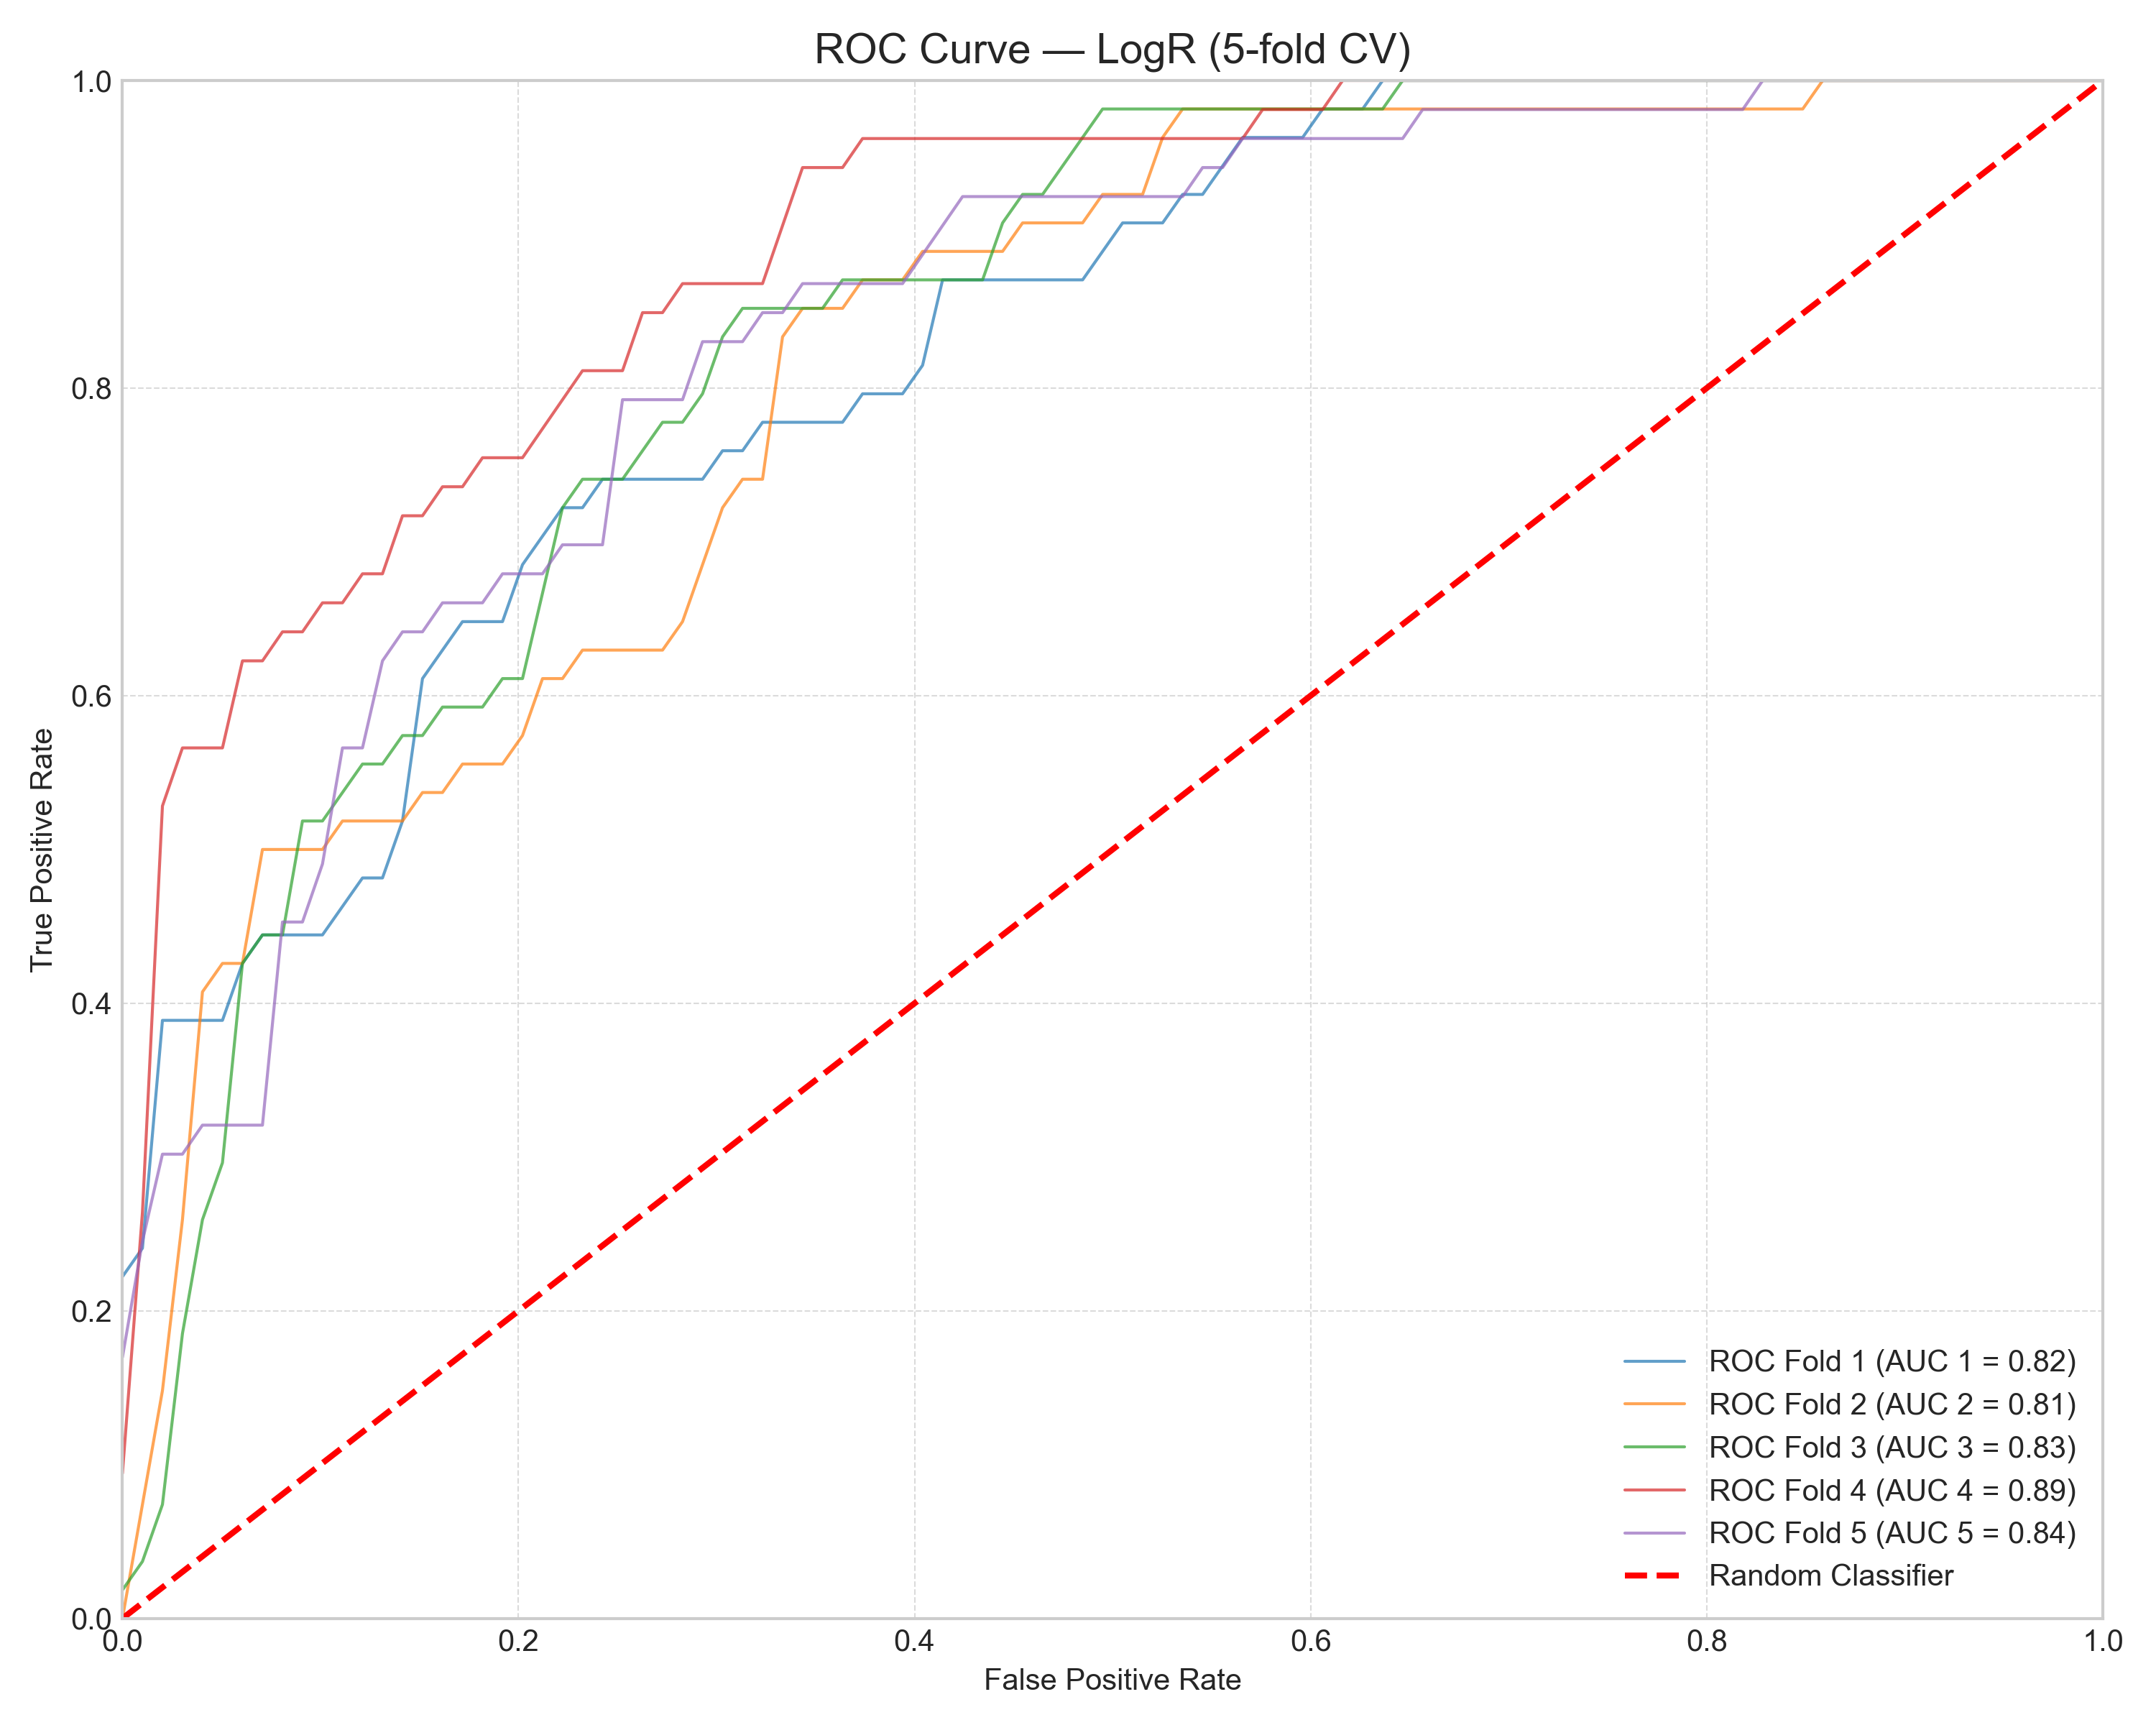 ROC Curve — LogR (5-fold CV)
1.0
0.8
0.6
0.4
0.2
0.0
True Positive Rate
0.0 0.2 0.4 0.6 0.8 1.0
False Positive Rate
ROC Fold 1 (AUC 1 = 0.82)
ROC Fold 2 (AUC 2 = 0.81)
ROC Fold 3 (AUC 3 = 0.83)
ROC Fold 4 (AUC 4 = 0.89)
ROC Fold 5 (AUC 5 = 0.84)
Random Classifier